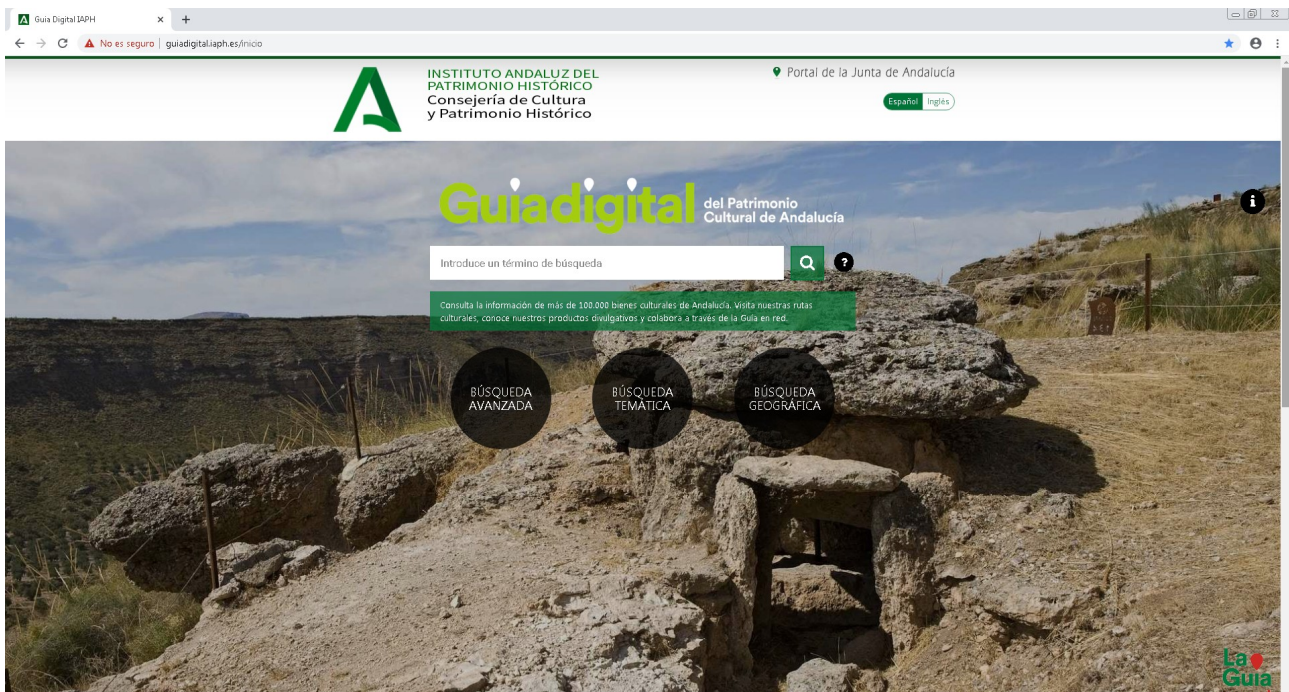 Guia Digital IAPH
No es seguro guiadigital.iaph.es/inicio
INSTITUTO ANDALUZ DEL
PATRIMONIO HISTÓRICO
Consejería de Cultura
y Patrimonio Histórico
Portal de la Junta de Andalucía
Español Inglés
Guiadigital del Patrimonio
Cultural de Andalucía
Introduce un término de búsqueda
?
i
Consulta la información de más de 100.000 bienes culturales de Andalucía. Visita nuestras rutas
culturales, conoce nuestros productos divulgativos y colabora a través de la Guía en red.
BÚSQUEDA
AVANZADA
BÚSQUEDA
TEMÁTICA
BÚSQUEDA
GEOGRÁFICA
La
Guia